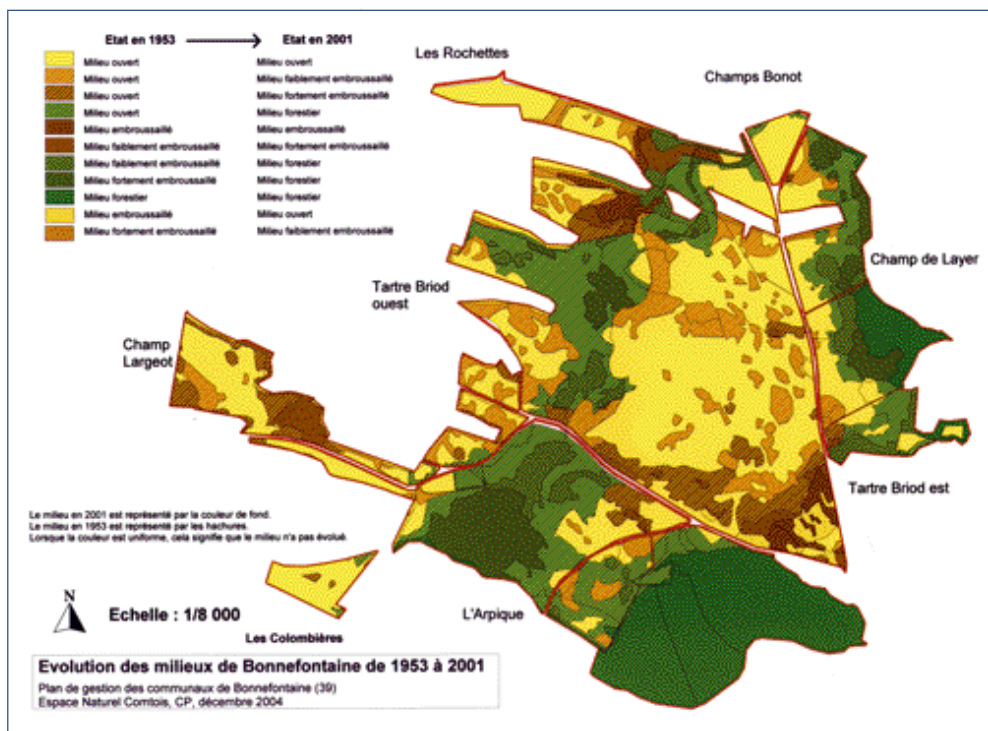 Etat en 1953 Etat en 2001
Milieu ouvert Milieu ouvert
Milieu ouvert Milieu faiblement embroussaillé
Milieu ouvert Milieu fortement embroussaillé
Milieu ouvert Milieu forestier
Milieu embroussaillé Milieu embroussaillé
Milieu faiblement embroussaillé Milieu fortement embroussaillé
Milieu faiblement embroussaillé Milieu forestier
Milieu fortement embroussaillé Milieu forestier
Milieu forestier Milieu forestier
Milieu embroussaillé Milieu ouvert
Milieu fortement embroussaillé Milieu faiblement embroussaillé
Les Rochettes
Champs Bonot
Champ de Layer
Tartre Briod
ouest
Champ
Largeot
Tartre Briod est
Le milieu en 2001 est représenté par la couleur de fond.
Le milieu en 1953 est représenté par les hachures.
Lorsque la couleur est uniforme, cela signifie que le milieu n'a pas évolué.
N
Echelle : 1/8 000
L'Arpique
Les Colombières
Evolution des milieux de Bonnefontaine de 1953 à 2001
Plan de gestion des communaux de Bonnefontaine (39)
Espace Naturel Comtois, CP, décembre 2004